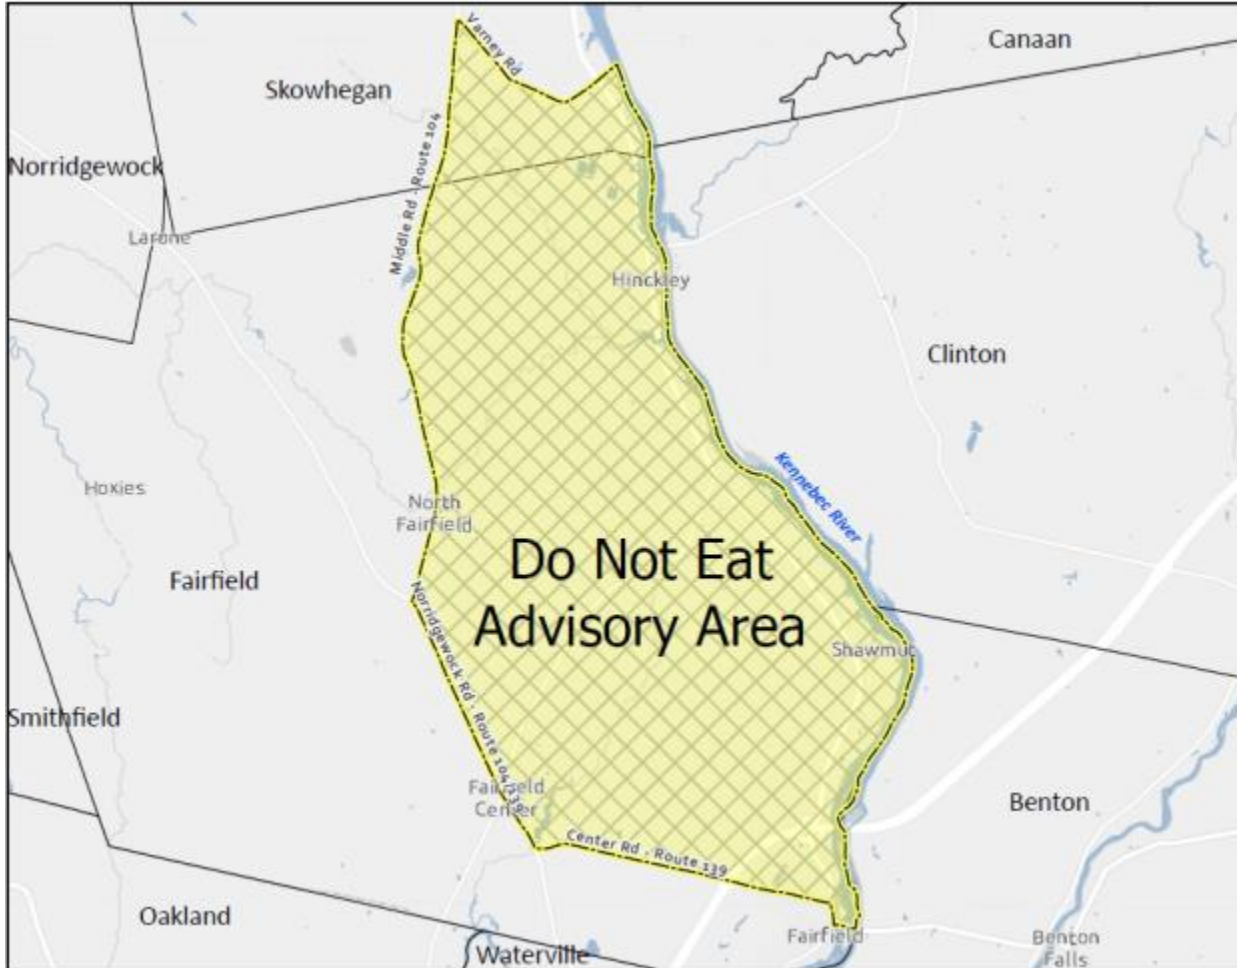 Varney Rd
Canaan
Skowhegan
Middle Rd - Route 104
Norridgewock
Larone
Hinckley
Clinton
Kennebec River
Hoxies
North
Fairfield
Do Not Eat
Advisory Area
Fairfield
Norridgewock Rd - Route 104/139
Shawmut
Smithfield
Fairfield
Center
Benton
Center Rd - Route 139
Oakland
Fairfield
Benton
Falls
Waterville